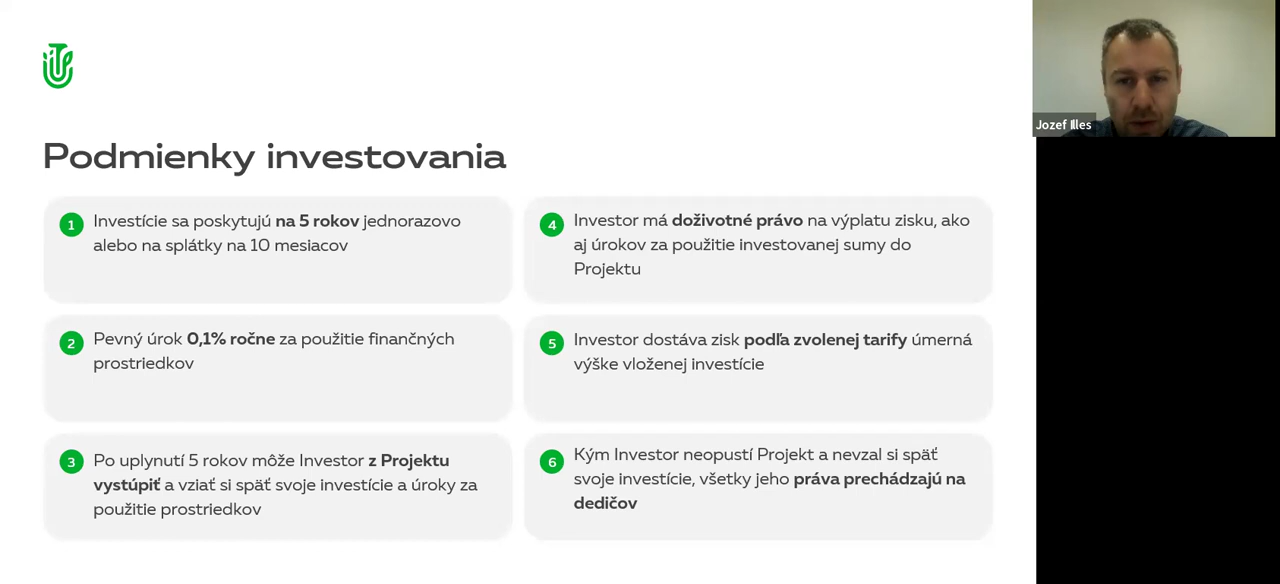 Podmienky investovania
1
Investície sa poskytujú na 5 rokov jednorazovo
alebo na splátky na 10 mesiacov
2
Pevný úrok 0,1% ročne za použitie finančných
prostriedkov
3
Po uplynutí 5 rokov môže Investor z Projektu
vystúpiť a vziať si späť svoje investície a úroky za
použitie prostriedkov
4
Investor má doživotné právo na výplatu zisku, ako
aj úrokov za použitie investovanej sumy do
Projektu
5
Investor dostáva zisk podľa zvolenej tarify úmerná
výške vloženej investície
6
Kým Investor neopustí Projekt a nevzal si späť
svoje investície, všetky jeho práva prechádzajú na
dedičov
Jozef Illes